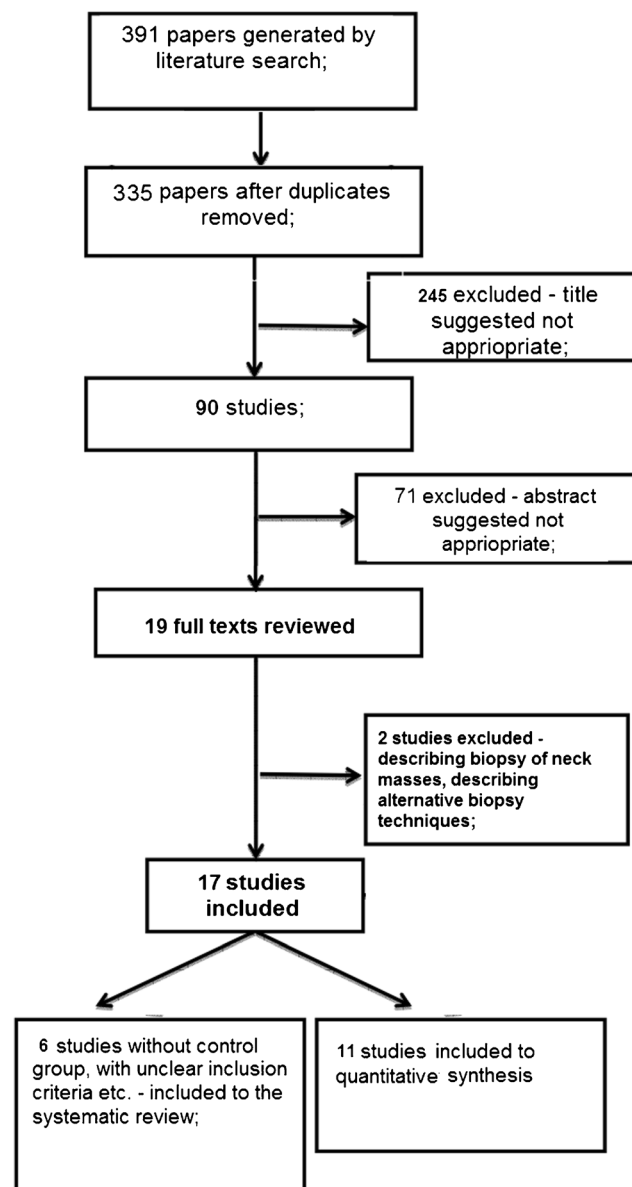 391 papers generated by
literature search;
335 papers after duplicates
removed;
245 excluded - title
suggested not
appriopriate;
90 studies;
71 excluded - abstract
suggested not
appriopriate;
19 full texts reviewed
2 studies excluded -
describing biopsy of neck
masses, describing
alternative biopsy
techniques;
17 studies
included
6 studies without control
group, with unclear inclusion
criteria etc. - included to the
systematic review;
11 studies included to
quantitative synthesis